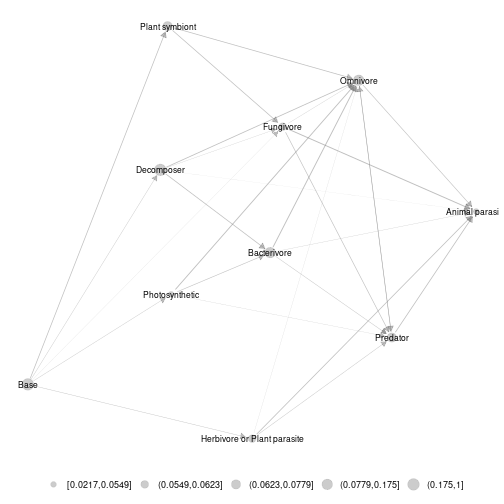 Plant symbiont
Omnivore
Fungivore
Decomposer
Animal parasi
Bacterivore
Photosynthetic
Predator
Base
Herbivore or Plant parasite
[0.0217,0.0549] (0.0549,0.0623] (0.0623,0.0779] (0.0779,0.175] (0.175,1]